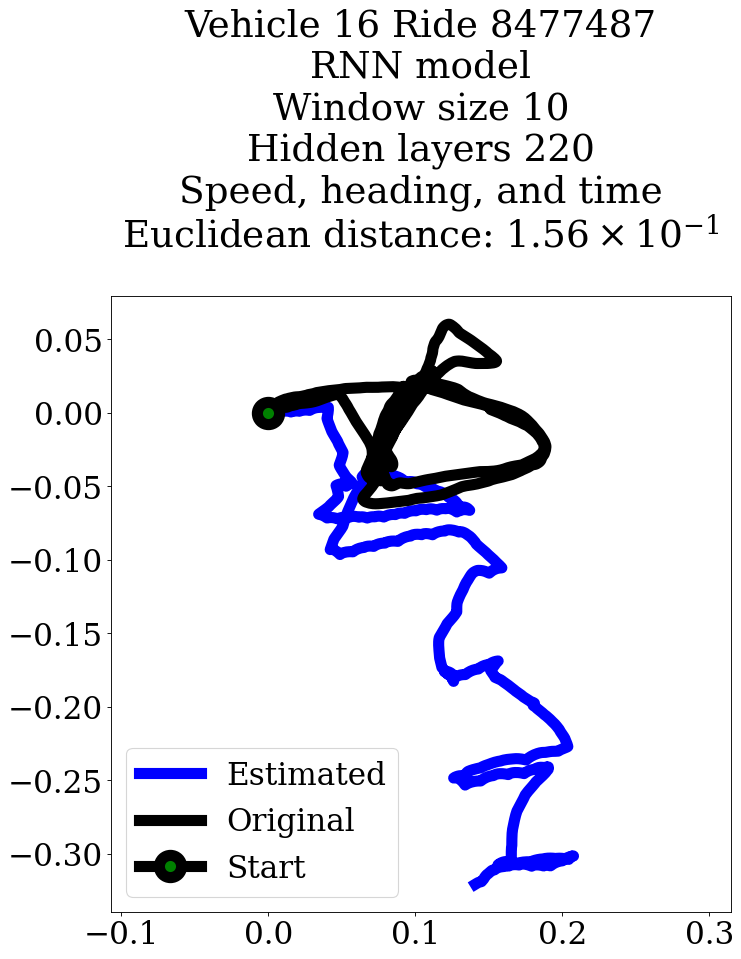 Vehicle 16 Ride 8477487
RNN model
Window size 10
Hidden layers 220
Speed, heading, and time
Euclidean distance: 1.56 × 10⁻¹
0.05
0.00
−0.05
−0.10
−0.15
−0.20
−0.25
−0.30
Estimated
Original
Start
−0.1
0.0
0.1
0.2
0.3